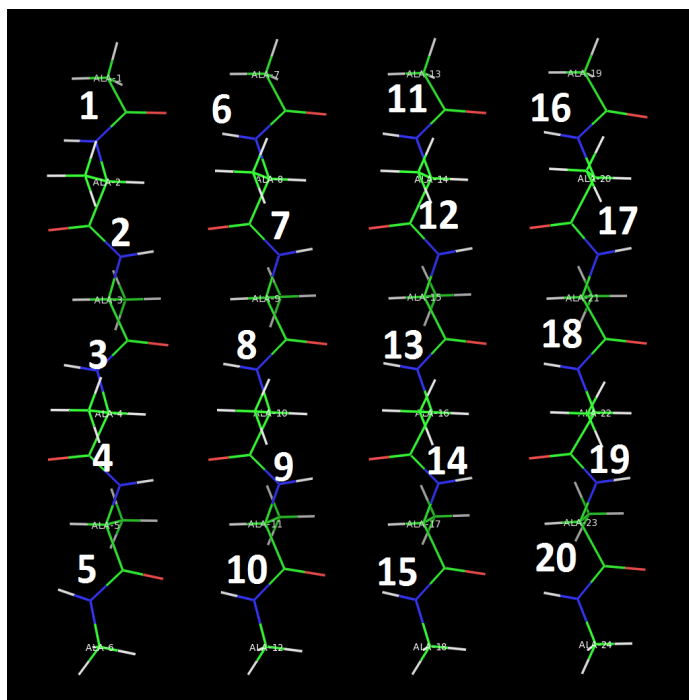 ALA-1 ALA-7 ALA-13 ALA-19
1 6 11 16
ALA-2 ALA-8 ALA-14 ALA-20
2 7 12 17
ALA-3 ALA-9 ALA-15 ALA-21
3 8 13 18
ALA-4 ALA-10 ALA-16 ALA-22
4 9 14 19
ALA-5 ALA-11 ALA-17 ALA-23
5 10 15 20
ALA-6 ALA-12 ALA-18 ALA-24